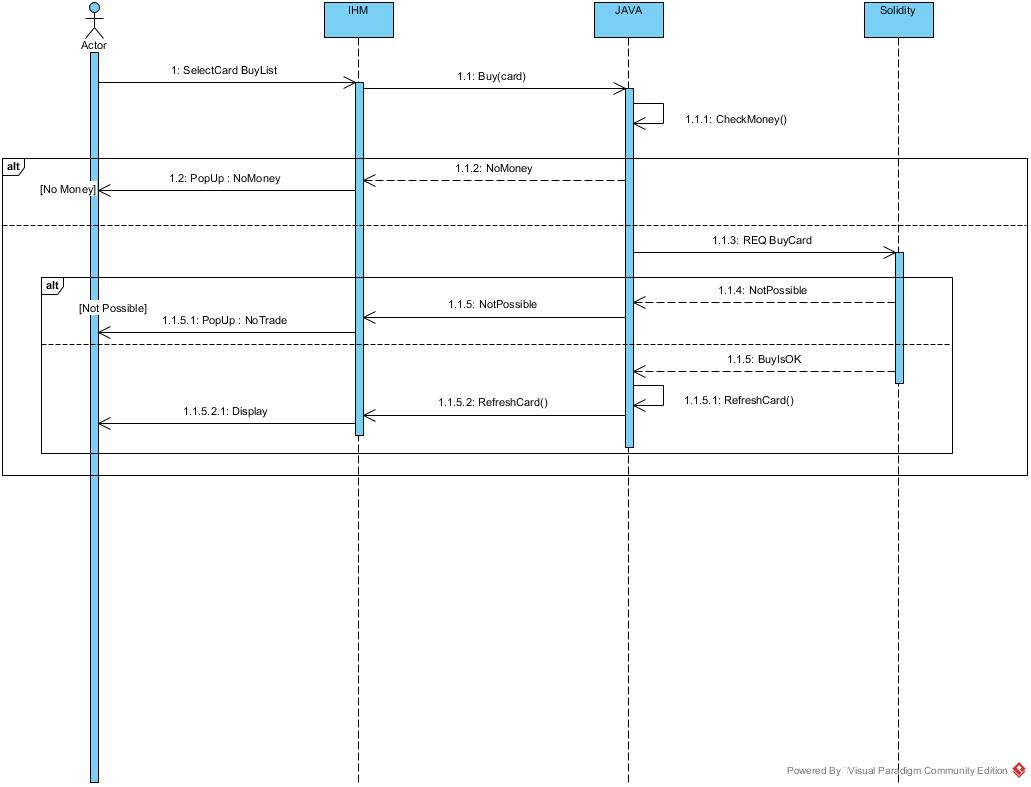 IHM
JAVA
Solidity
Actor
1: SelectCard BuyList
1.1: Buy(card)
1.1.1: CheckMoney()
alt
1.1.2: NoMoney
1.2: PopUp : NoMoney
[No Money]
1.1.3: REQ BuyCard
alt
1.1.4: NotPossible
[Not Possible]
1.1.5: NotPossible
1.1.5.1: PopUp : NoTrade
1.1.5: BuyIsOK
1.1.5.1: RefreshCard()
1.1.5.2: RefreshCard()
1.1.5.2.1: Display
Powered By Visual Paradigm Community Edition